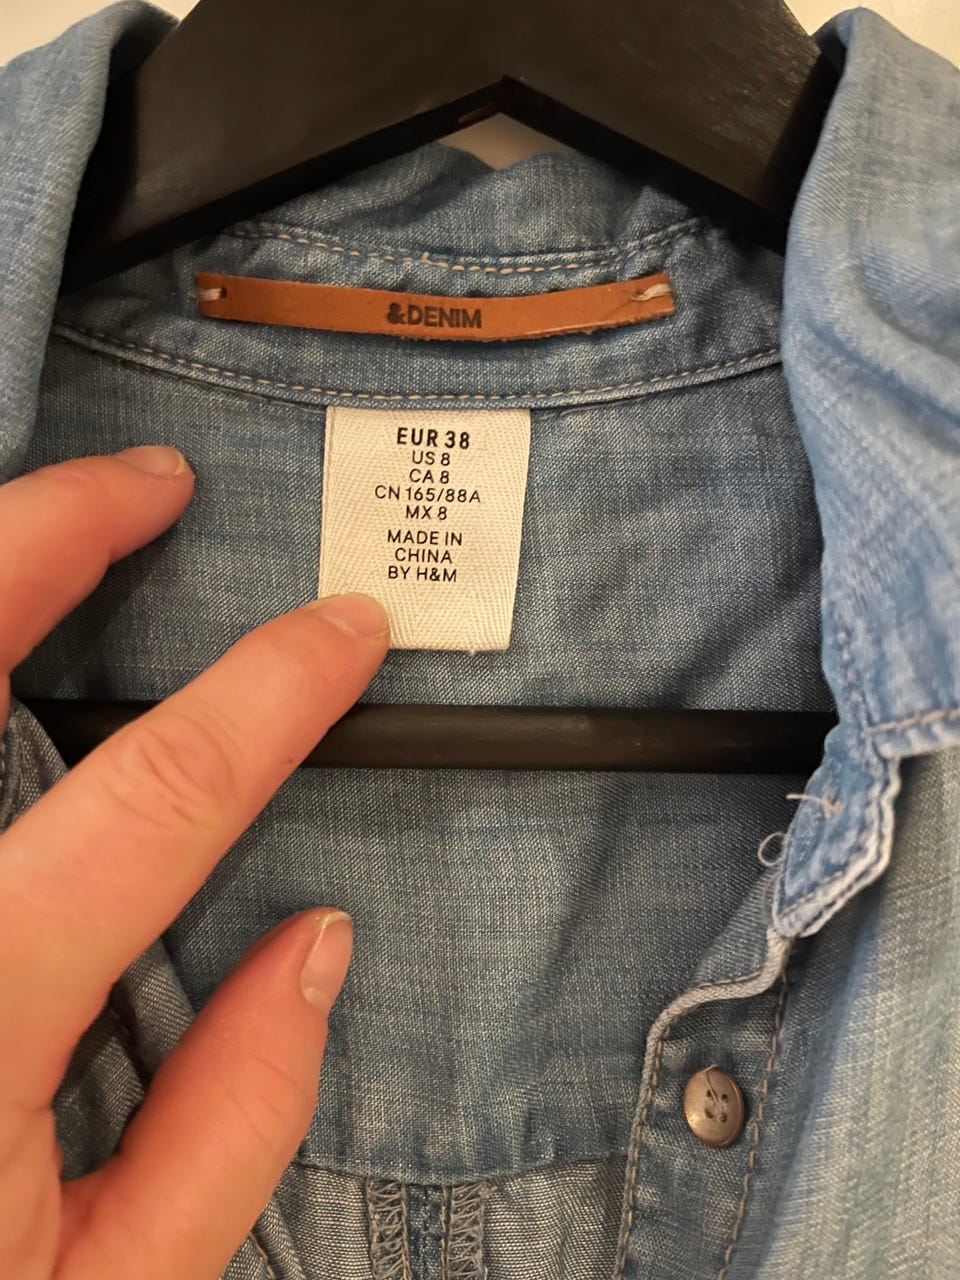 &DENIM
EUR 38
US 8
CA 8
CN 165/88A
MX 8
MADE IN
CHINA
BY H&M